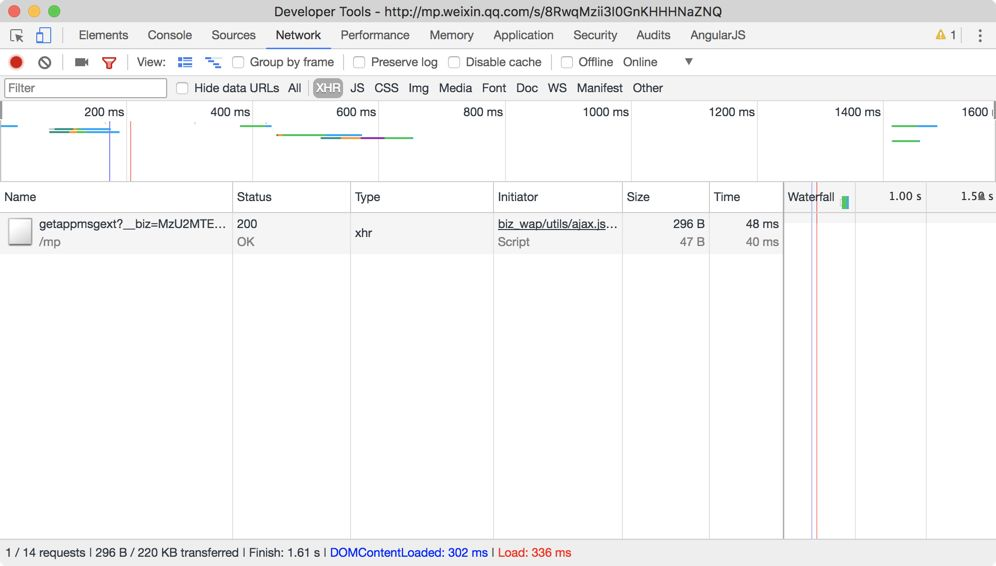 Developer Tools - http://mp.weixin.qq.com/s/8RwqMzii3I0GnKHHHNaZNQ
Elements Console Sources Network Performance Memory Application Security Audits AngularJS 1
View: Group by frame Preserve log Disable cache Offline Online
Filter Hide data URLs All XHR JS CSS Img Media Font Doc WS Manifest Other
200 ms 400 ms 600 ms 800 ms 1000 ms 1200 ms 1400 ms 1600
Name Status Type Initiator Size Time Waterfall 1.00 s 1.50 s
getappmsgext?__biz=MzU2MTE... 200 xhr biz_wap/utils/ajax.js... 296 B 48 ms
/mp OK Script 47 B 40 ms
1 / 14 requests | 296 B / 220 KB transferred | Finish: 1.61 s | DOMContentLoaded: 302 ms | Load: 336 ms